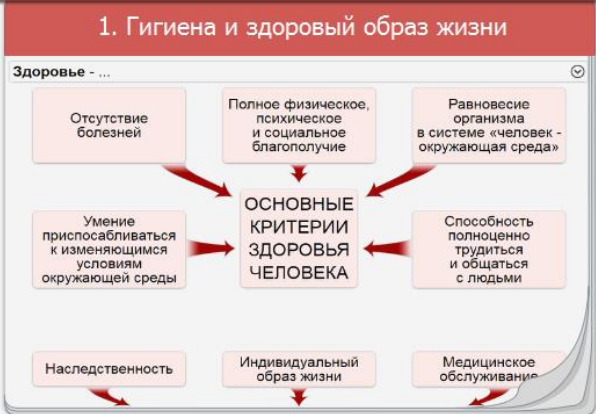 1. Гигиена и здоровый образ жизни
Здоровье - ...
Отсутствие
болезней
Полное физическое,
психическое
и социальное
благополучие
Равновесие
организма
в системе «человек -
окружающая среда»
ОСНОВНЫЕ
КРИТЕРИИ
ЗДОРОВЬЯ
ЧЕЛОВЕКА
Умение
приспосабливаться
к изменяющимся
условиям
окружающей среды
Способность
полноценно
трудиться
и общаться
с людьми
Наследственность
Индивидуальный
образ жизни
Медицинское
обслуживание